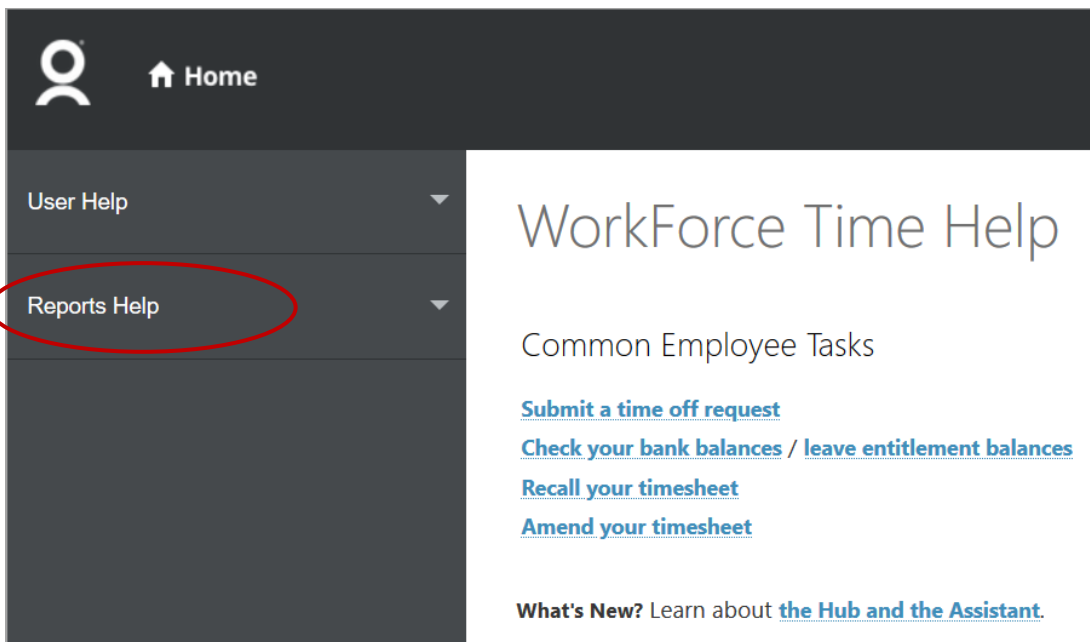 Home
User Help
Reports Help
WorkForce Time Help
Common Employee Tasks
Submit a time off request
Check your bank balances / leave entitlement balances
Recall your timesheet
Amend your timesheet
What's New? Learn about the Hub and the Assistant.